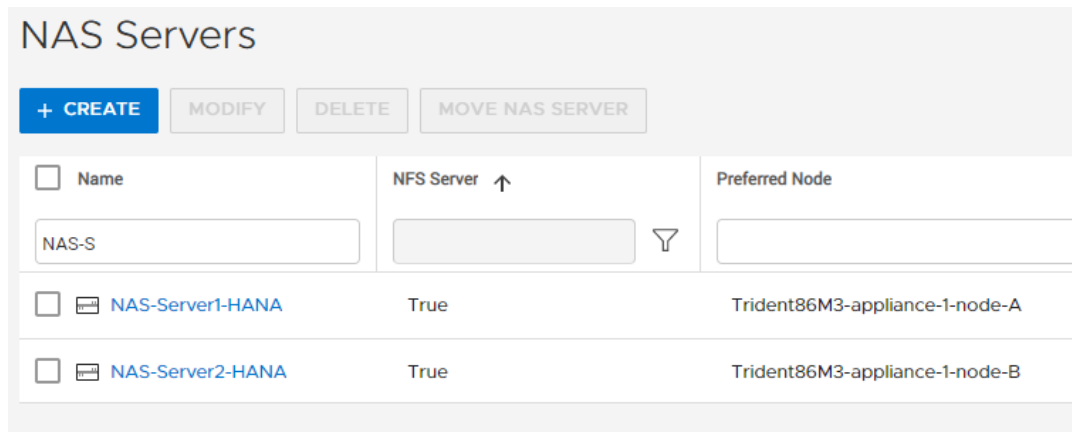 NAS Servers
+ CREATE MODIFY DELETE MOVE NAS SERVER
Name NFS Server ↑ Preferred Node
NAS-S
NAS-Server1-HANA True Trident86M3-appliance-1-node-A
NAS-Server2-HANA True Trident86M3-appliance-1-node-B